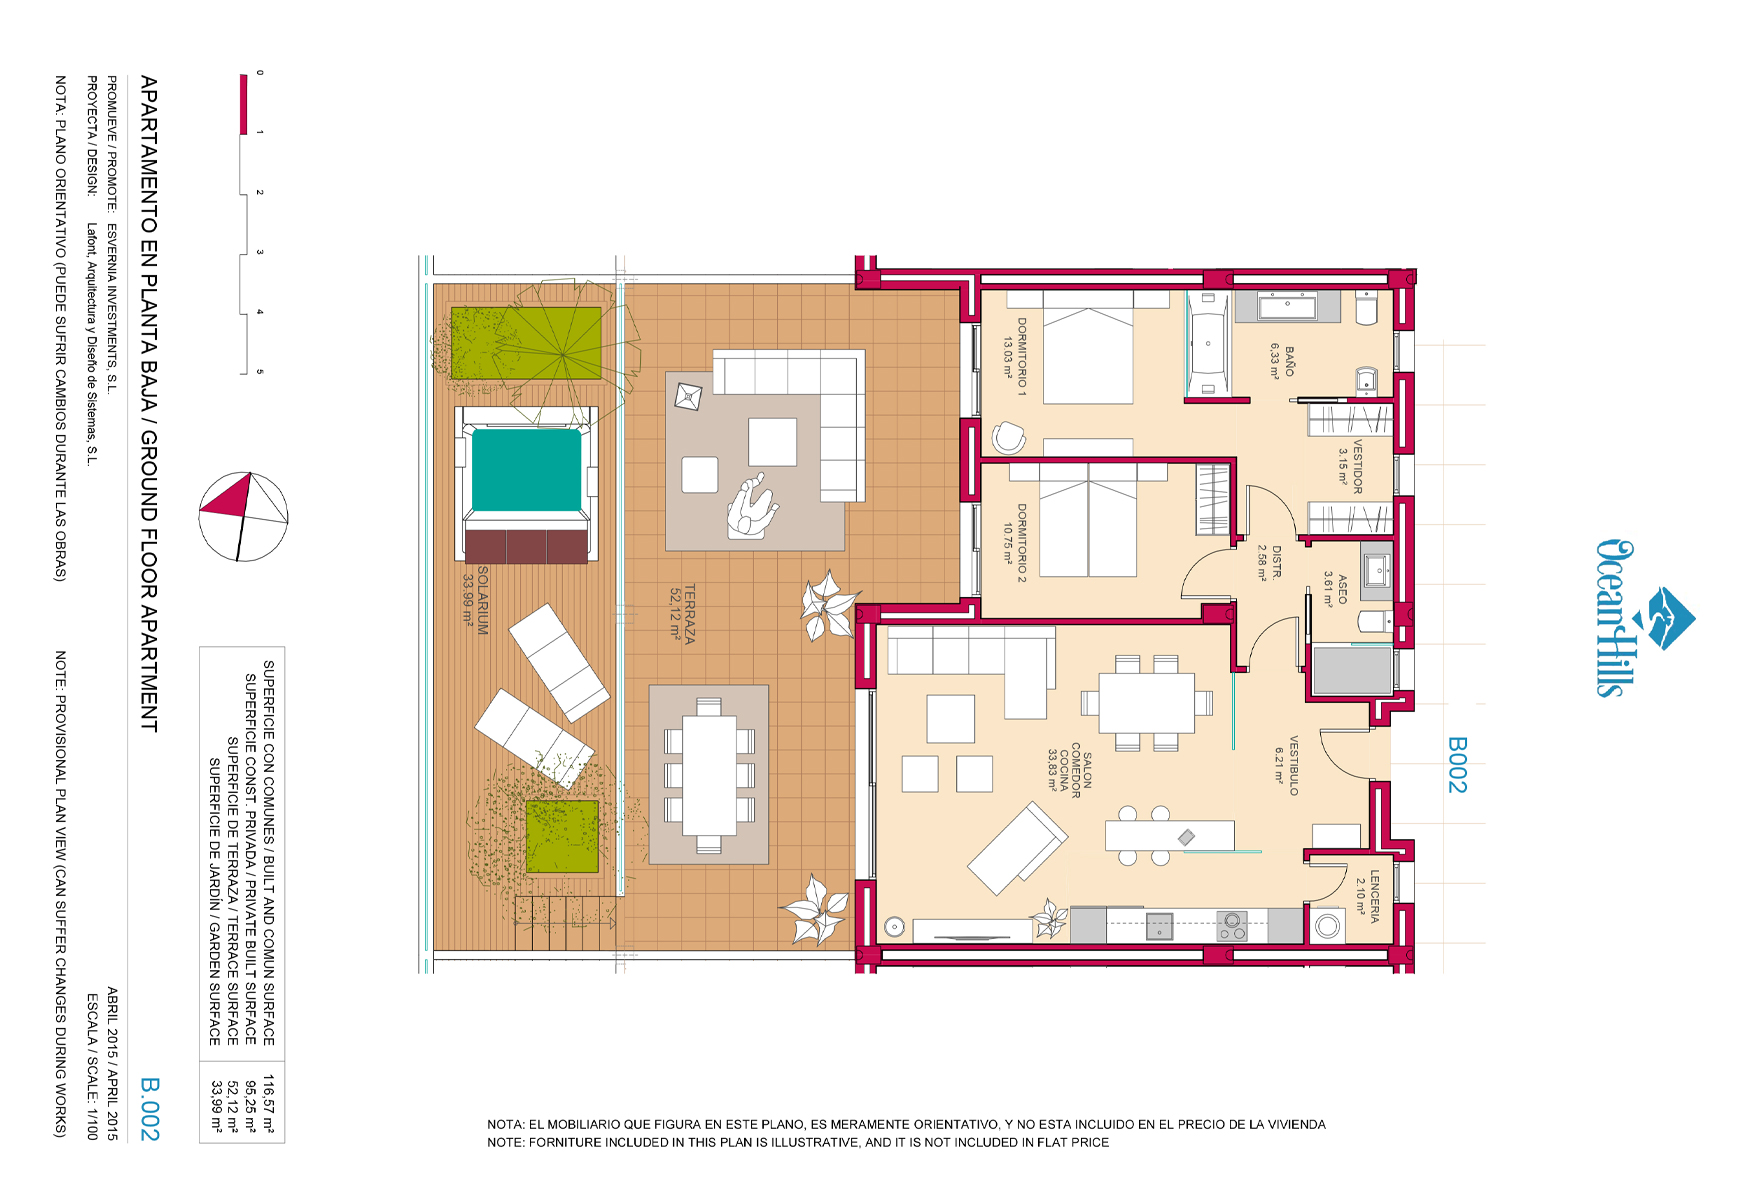 Ocean Hills
B002
DORMITORIO 1
13.03 m²
BAÑO
6,33 m²
VESTIDOR
3.15 m²
DORMITORIO 2
10.75 m²
DISTR.
2.58 m²
ASEO
3.61 m²
SALON
COMEDOR
COCINA
33,83 m²
VESTIBULO
6.21 m²
LENCERIA
2.10 m²
TERRAZA
52,12 m²
SOLARIUM
33.99 m²
0 1 2 3 4 5
SUPERFICIE CON COMUNES / BUILT AND COMUN SURFACE 116,57 m²
SUPERFICIE CONST. PRIVADA / PRIVATE BUILT SURFACE 95,25 m²
SUPERFICIE DE TERRAZA / TERRACE SURFACE 52,12 m²
SUPERFICIE DE JARDÍN / GARDEN SURFACE 33,99 m²
APARTAMENTO EN PLANTA BAJA / GROUND FLOOR APARTMENT B.002
PROMUEVE / PROMOTE: ESVERNIA INVESTMENTS, S.L. ABRIL 2015 / APRIL 2015
PROYECTA / DESIGN: Lafont, Arquitectura y Diseño de Sistemas, S.L. ESCALA / SCALE: 1/100
NOTA: PLANO ORIENTATIVO (PUEDE SUFRIR CAMBIOS DURANTE LAS OBRAS) NOTE: PROVISIONAL PLAN VIEW (CAN SUFFER CHANGES DURING WORKS)
NOTA: EL MOBILIARIO QUE FIGURA EN ESTE PLANO, ES MERAMENTE ORIENTATIVO, Y NO ESTA INCLUIDO EN EL PRECIO DE LA VIVIENDA
NOTE: FORNITURE INCLUDED IN THIS PLAN IS ILLUSTRATIVE, AND IT IS NOT INCLUDED IN FLAT PRICE